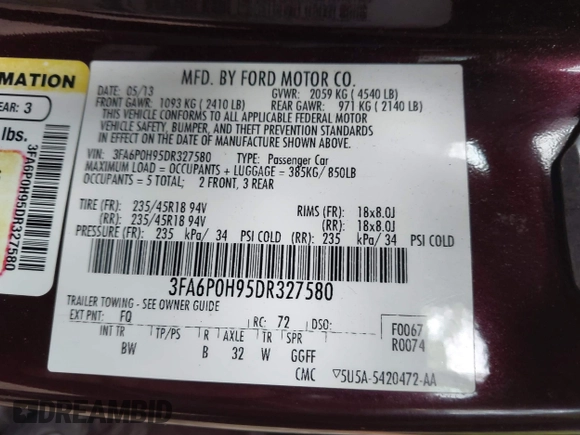 MATION
EAR: 3
lbs.
3FA6P0H95DR327580
MFD. BY FORD MOTOR CO.
DATE: 05/13 GVWR: 2059 KG ( 4540 LB)
FRONT GAWR: 1093 KG ( 2410 LB) REAR GAWR: 971 KG ( 2140 LB)
THIS VEHICLE CONFORMS TO ALL APPLICABLE FEDERAL MOTOR
VEHICLE SAFETY, BUMPER, AND THEFT PREVENTION STANDARDS
IN EFFECT ON THE DATE OF MANUFACTURE SHOWN ABOVE.
VIN: 3FA6P0H95DR327580 TYPE: Passenger Car
MAXIMUM LOAD = OCCUPANTS + LUGGAGE = 385KG/ 850LB
OCCUPANTS = 5 TOTAL; 2 FRONT, 3 REAR
TIRE (FR): 235/45R18 94V RIMS (FR): 18x8.0J
(RR): 235/45R18 94V (RR): 18x8.0J
PRESSURE (FR): 235 kPa/ 34 PSI COLD (RR): 235 kPa/ 34 PSI COLD
3FA6P0H95DR327580
TRAILER TOWING - SEE OWNER GUIDE
EXT PNT: FQ RC: 72 DSO: F0067
INT TR TP/PS R AXLE TR SPR R0074
BW B 32 W GGFF
CMC ▽5U5A-5420472-AA
DREAMBID